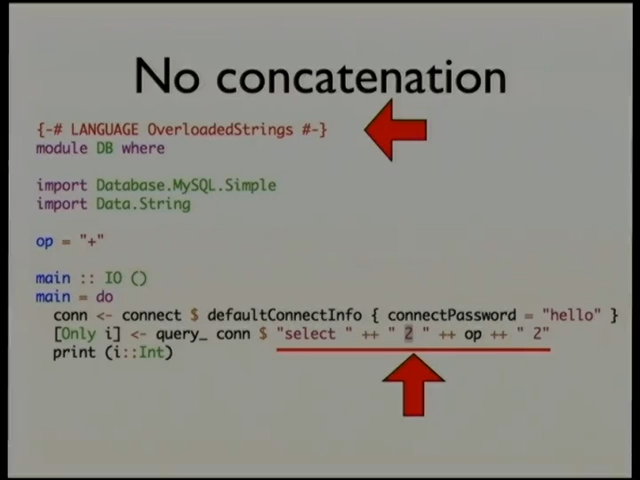 No concatenation
{-# LANGUAGE OverloadedStrings #-}
module DB where
import Database.MySQL.Simple
import Data.String
op = "+"
main :: IO ()
main = do
conn <- connect $ defaultConnectInfo { connectPassword = "hello" }
[Only i] <- query_ conn $ "select " ++ " 2 " ++ op ++ " 2"
print (i::Int)